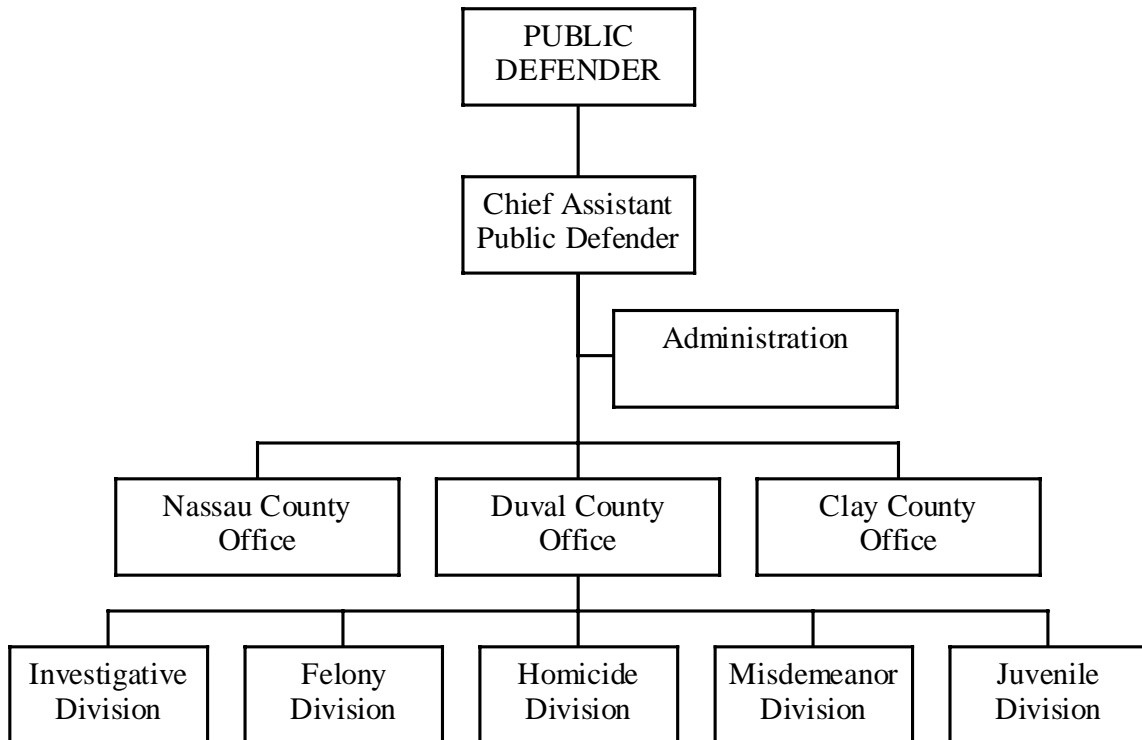 PUBLIC
DEFENDER
Chief Assistant
Public Defender
Administration
Nassau County
Office
Duval County
Office
Clay County
Office
Investigative
Division
Felony
Division
Homicide
Division
Misdemeanor
Division
Juvenile
Division